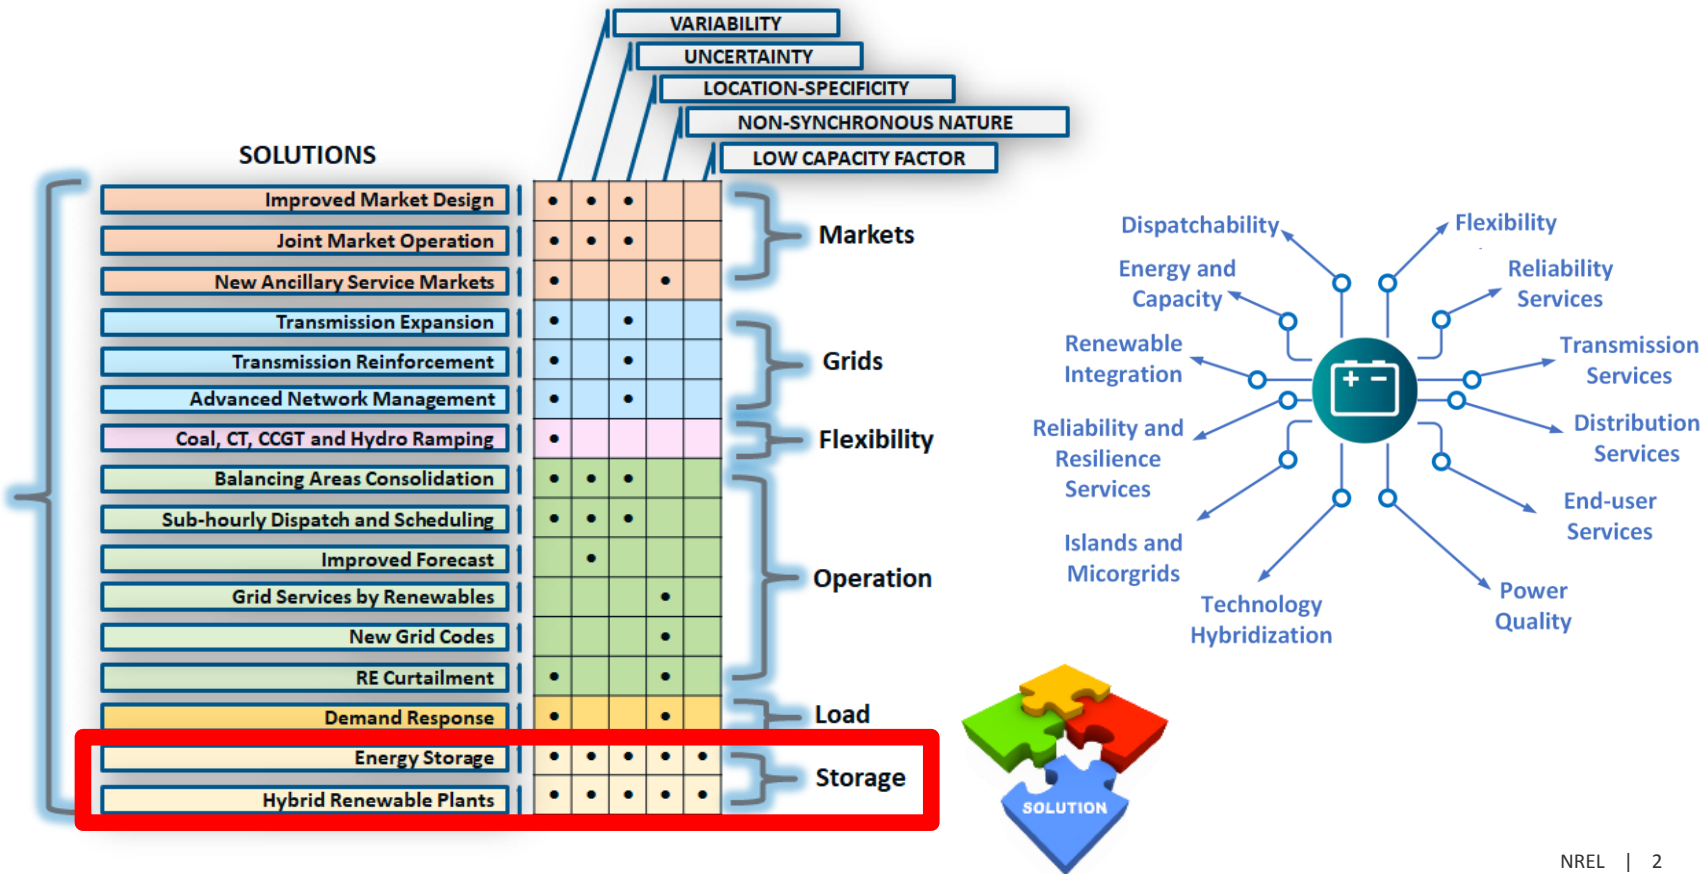 VARIABILITY
UNCERTAINTY
LOCATION-SPECIFICITY
NON-SYNCHRONOUS NATURE
LOW CAPACITY FACTOR
SOLUTIONS
Improved Market Design
Joint Market Operation
New Ancillary Service Markets
Transmission Expansion
Transmission Reinforcement
Advanced Network Management
Coal, CT, CCGT and Hydro Ramping
Balancing Areas Consolidation
Sub-hourly Dispatch and Scheduling
Improved Forecast
Grid Services by Renewables
New Grid Codes
RE Curtailment
Demand Response
Energy Storage
Hybrid Renewable Plants
Markets
Grids
Flexibility
Operation
Load
Storage
Dispatchability
Energy and
Capacity
Renewable
Integration
Reliability and
Resilience
Services
Islands and
Micorgrids
Technology
Hybridization
Flexibility
Reliability
Services
Transmission
Services
Distribution
Services
End-user
Services
Power
Quality
SOLUTION
NREL | 2